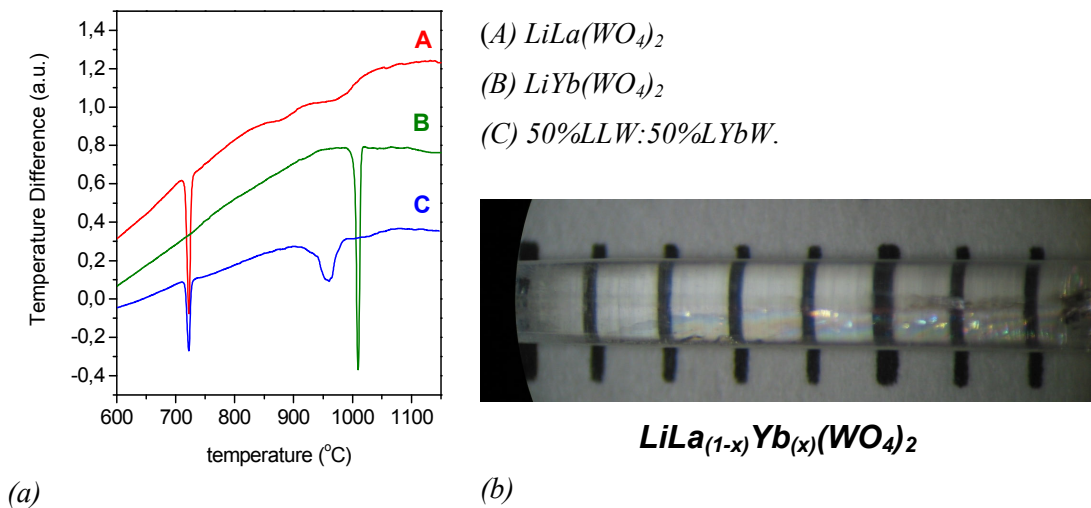 1,4
1,2
1,0
0,8
0,6
0,4
0,2
0,0
-0,2
-0,4
Temperature Difference (a.u.)
A
B
C
600 700 800 900 1000 1100
temperature (°C)
(a)
(A) LiLa(WO₄)₂
(B) LiYb(WO₄)₂
(C) 50%LLW:50%LYbW.
LiLa₍₁₋ₓ₎Yb₍ₓ₎(WO₄)₂
(b)